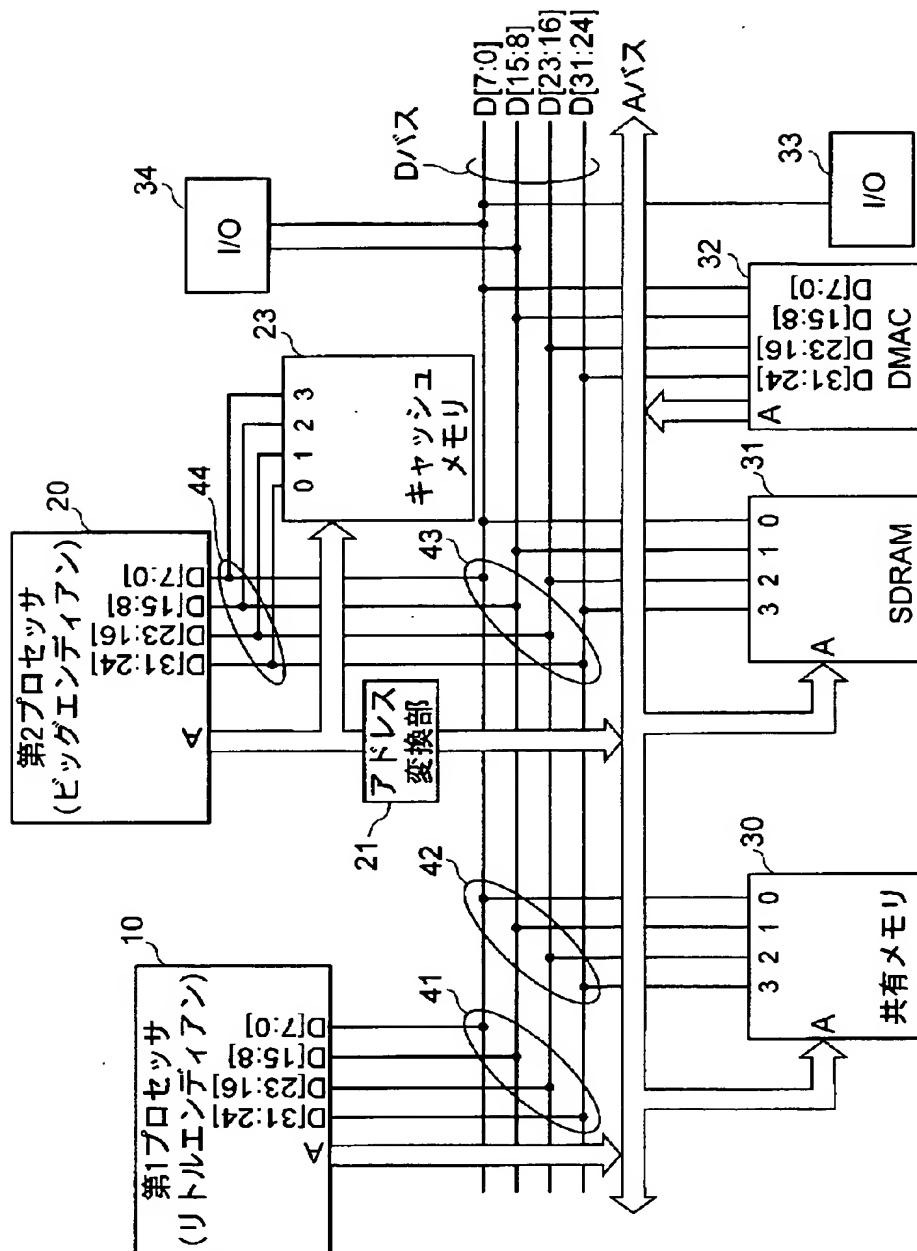 10
第1プロセッサ
(リトルエンディアン)
A
D[31:24]
D[23:16]
D[15:8]
D[7:0]
41
42
20
第2プロセッサ
(ビッグエンディアン)
A
D[31:24]
D[23:16]
D[15:8]
D[7:0]
44
23
0 1 2 3
キャッシュ
メモリ
21
アドレス
変換部
43
34
I/O
Dバス
D[7:0]
D[15:8]
D[23:16]
D[31:24]
Aバス
30
A
3 2 1 0
共有メモリ
31
A
3 2 1 0
SDRAM
32
A
D[31:24]
D[23:16]
D[15:8]
D[7:0]
DMAC
33
I/O